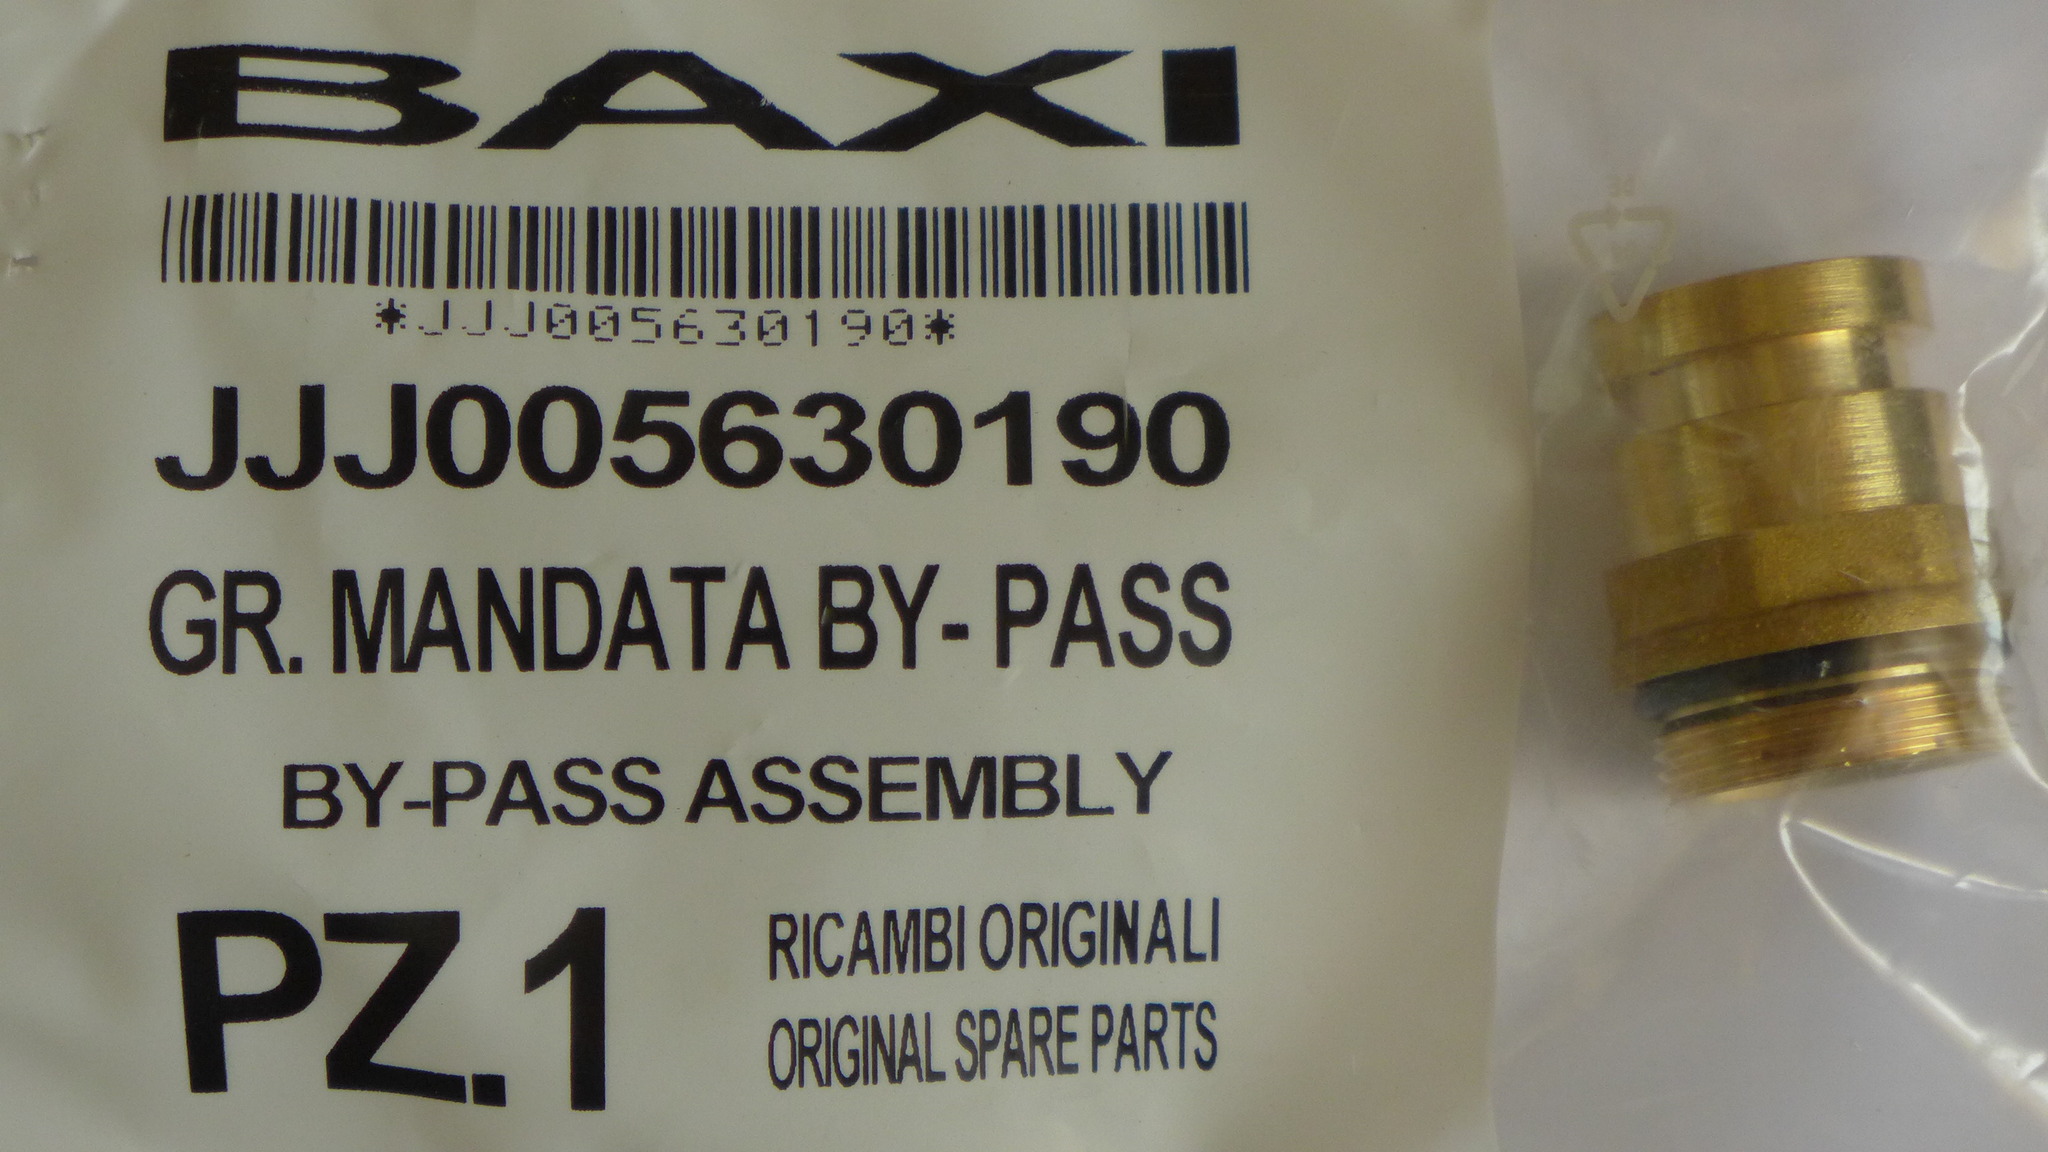 BAXI
*JJJ005630190*
JJJ005630190
GR. MANDATA BY- PASS
BY-PASS ASSEMBLY
PZ.1
RICAMBI ORIGINALI
ORIGINAL SPARE PARTS